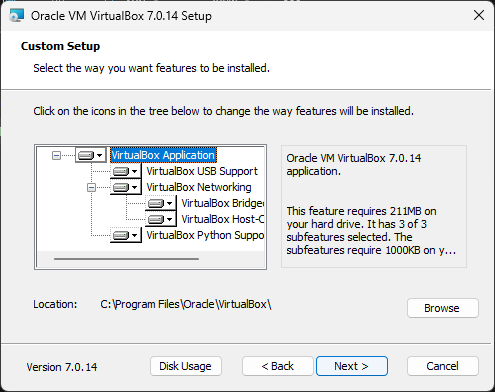 Oracle VM VirtualBox 7.0.14 Setup
Custom Setup
Select the way you want features to be installed.
Click on the icons in the tree below to change the way features will be installed.
VirtualBox Application
VirtualBox USB Support
VirtualBox Networking
VirtualBox Bridged
VirtualBox Host-O
VirtualBox Python Suppo
Oracle VM VirtualBox 7.0.14
application.
This feature requires 211MB on
your hard drive. It has 3 of 3
subfeatures selected. The
subfeatures require 1000KB on y...
Location: C:\Program Files\Oracle\VirtualBox\
Browse
Version 7.0.14
Disk Usage
< Back
Next >
Cancel